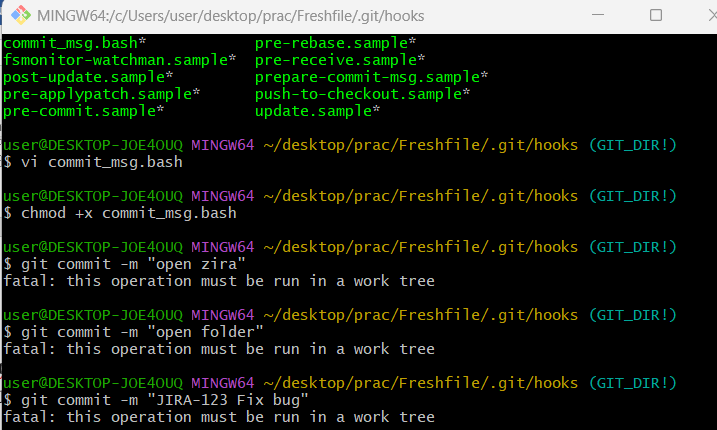 MINGW64:/c/Users/user/desktop/prac/Freshfile/.git/hooks
commit_msg.bash* pre-rebase.sample*
fsmonitor-watchman.sample* pre-receive.sample*
post-update.sample* prepare-commit-msg.sample*
pre-applypatch.sample* push-to-checkout.sample*
pre-commit.sample* update.sample*
user@DESKTOP-JOE4OUQ MINGW64 ~/desktop/prac/Freshfile/.git/hooks (GIT_DIR!)
$ vi commit_msg.bash
user@DESKTOP-JOE4OUQ MINGW64 ~/desktop/prac/Freshfile/.git/hooks (GIT_DIR!)
$ chmod +x commit_msg.bash
user@DESKTOP-JOE4OUQ MINGW64 ~/desktop/prac/Freshfile/.git/hooks (GIT_DIR!)
$ git commit -m "open zira"
fatal: this operation must be run in a work tree
user@DESKTOP-JOE4OUQ MINGW64 ~/desktop/prac/Freshfile/.git/hooks (GIT_DIR!)
$ git commit -m "open folder"
fatal: this operation must be run in a work tree
user@DESKTOP-JOE4OUQ MINGW64 ~/desktop/prac/Freshfile/.git/hooks (GIT_DIR!)
$ git commit -m "JIRA-123 Fix bug"
fatal: this operation must be run in a work tree